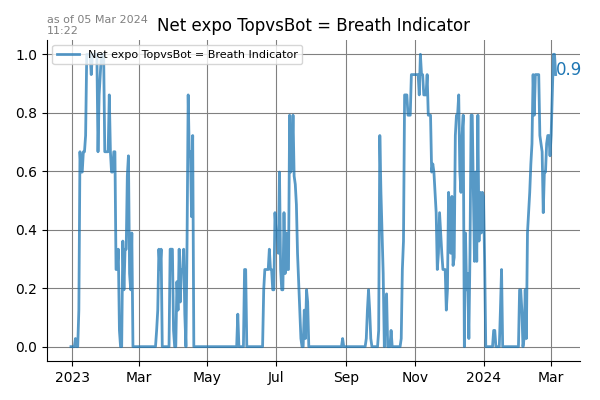 as of 05 Mar 2024
11:22
Net expo TopvsBot = Breath Indicator
Net expo TopvsBot = Breath Indicator
0.9
1.0
0.8
0.6
0.4
0.2
0.0
2023 Mar May Jul Sep Nov 2024 Mar